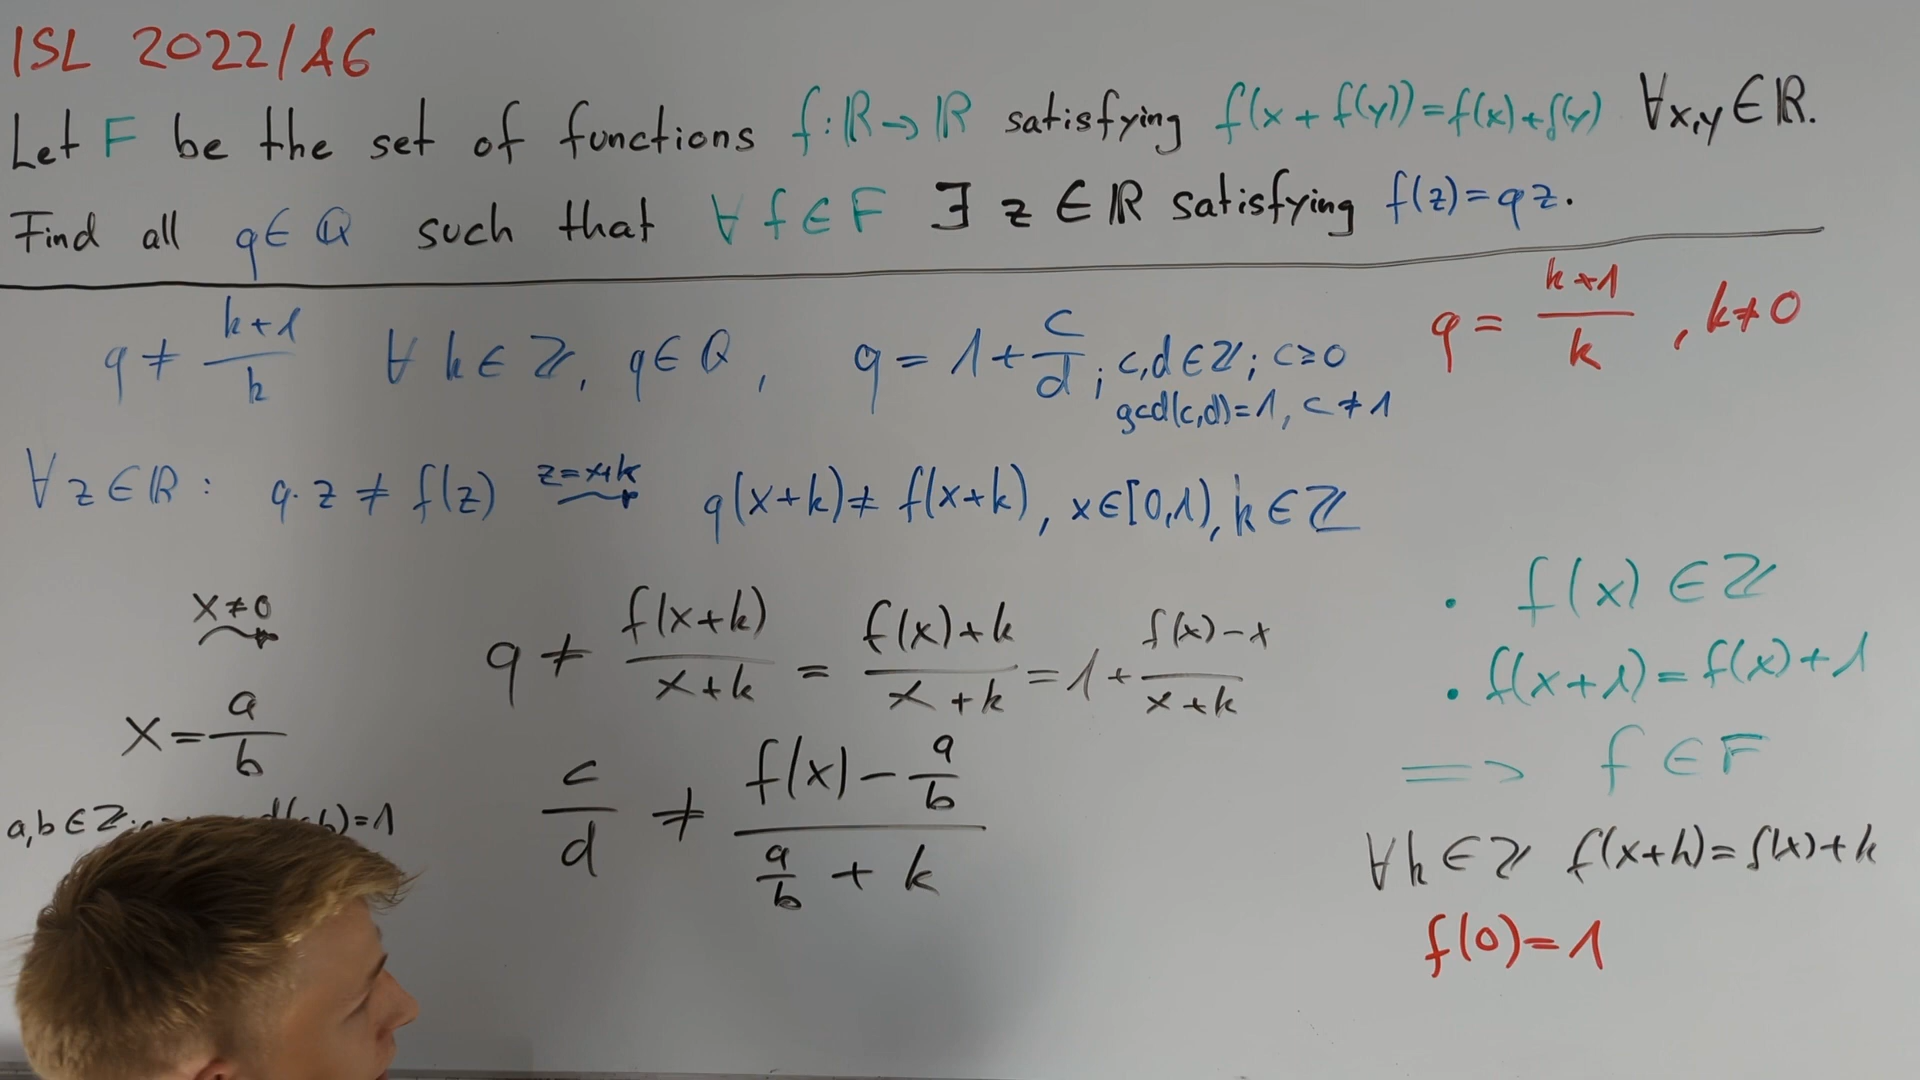 ISL 2022/A6
Let F be the set of functions f:ℝ→ℝ satisfying f(x + f(y))=f(x)+f(y) ∀x,y∈ℝ.
Find all q∈ℚ such that ∀ f∈F ∃ z∈ℝ satisfying f(z)=qz.
q = (k+1)/k , k≠0
q ≠ (k+1)/k ∀ k∈ℤ, q∈ℚ, q = 1 + c/d ; c,d∈ℤ; c≥0
gcd(c,d)=1, c≠1
∀z∈ℝ: q·z ≠ f(z) z=x+k ⇝ q(x+k)≠ f(x+k), x∈[0,1), k∈ℤ
x≠0 ⇝ q ≠ f(x+k)/(x+k) = (f(x)+k)/(x+k) = 1 + (f(x)-x)/(x+k)
x = a/b
a,b∈ℤ )=1
c/d ≠ (f(x) - a/b)/(a/b + k)
• f(x)∈ℤ
• f(x+1)=f(x)+1
=> f∈F
∀k∈ℤ f(x+k)=f(x)+k
f(0)=1